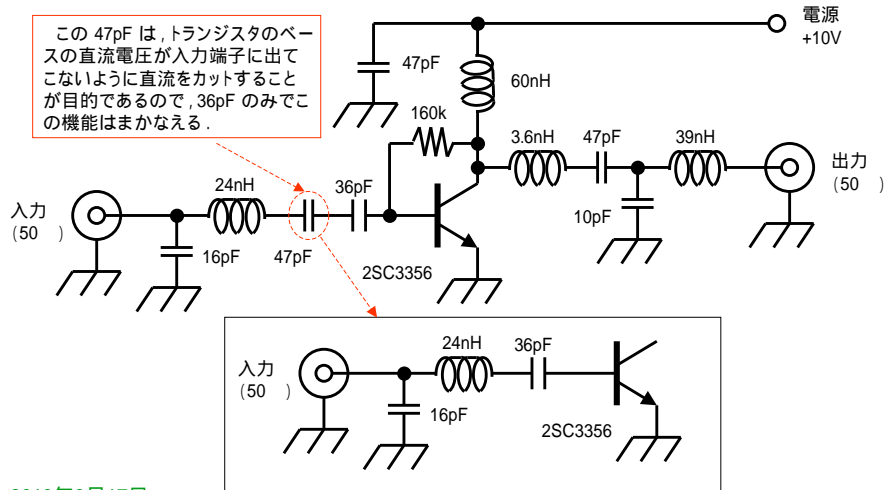 この 47pF は，トランジスタのベー
スの直流電圧が入力端子に出て
こないように直流をカットすること
が目的であるので，36pF のみでこ
の機能はまかなえる．
電源
+10V
47pF
60nH
160k
3.6nH
47pF
39nH
出力
(50　)
10pF
入力
(50　)
24nH
36pF
16pF
47pF
2SC3356
入力
(50　)
24nH
36pF
16pF
2SC3356